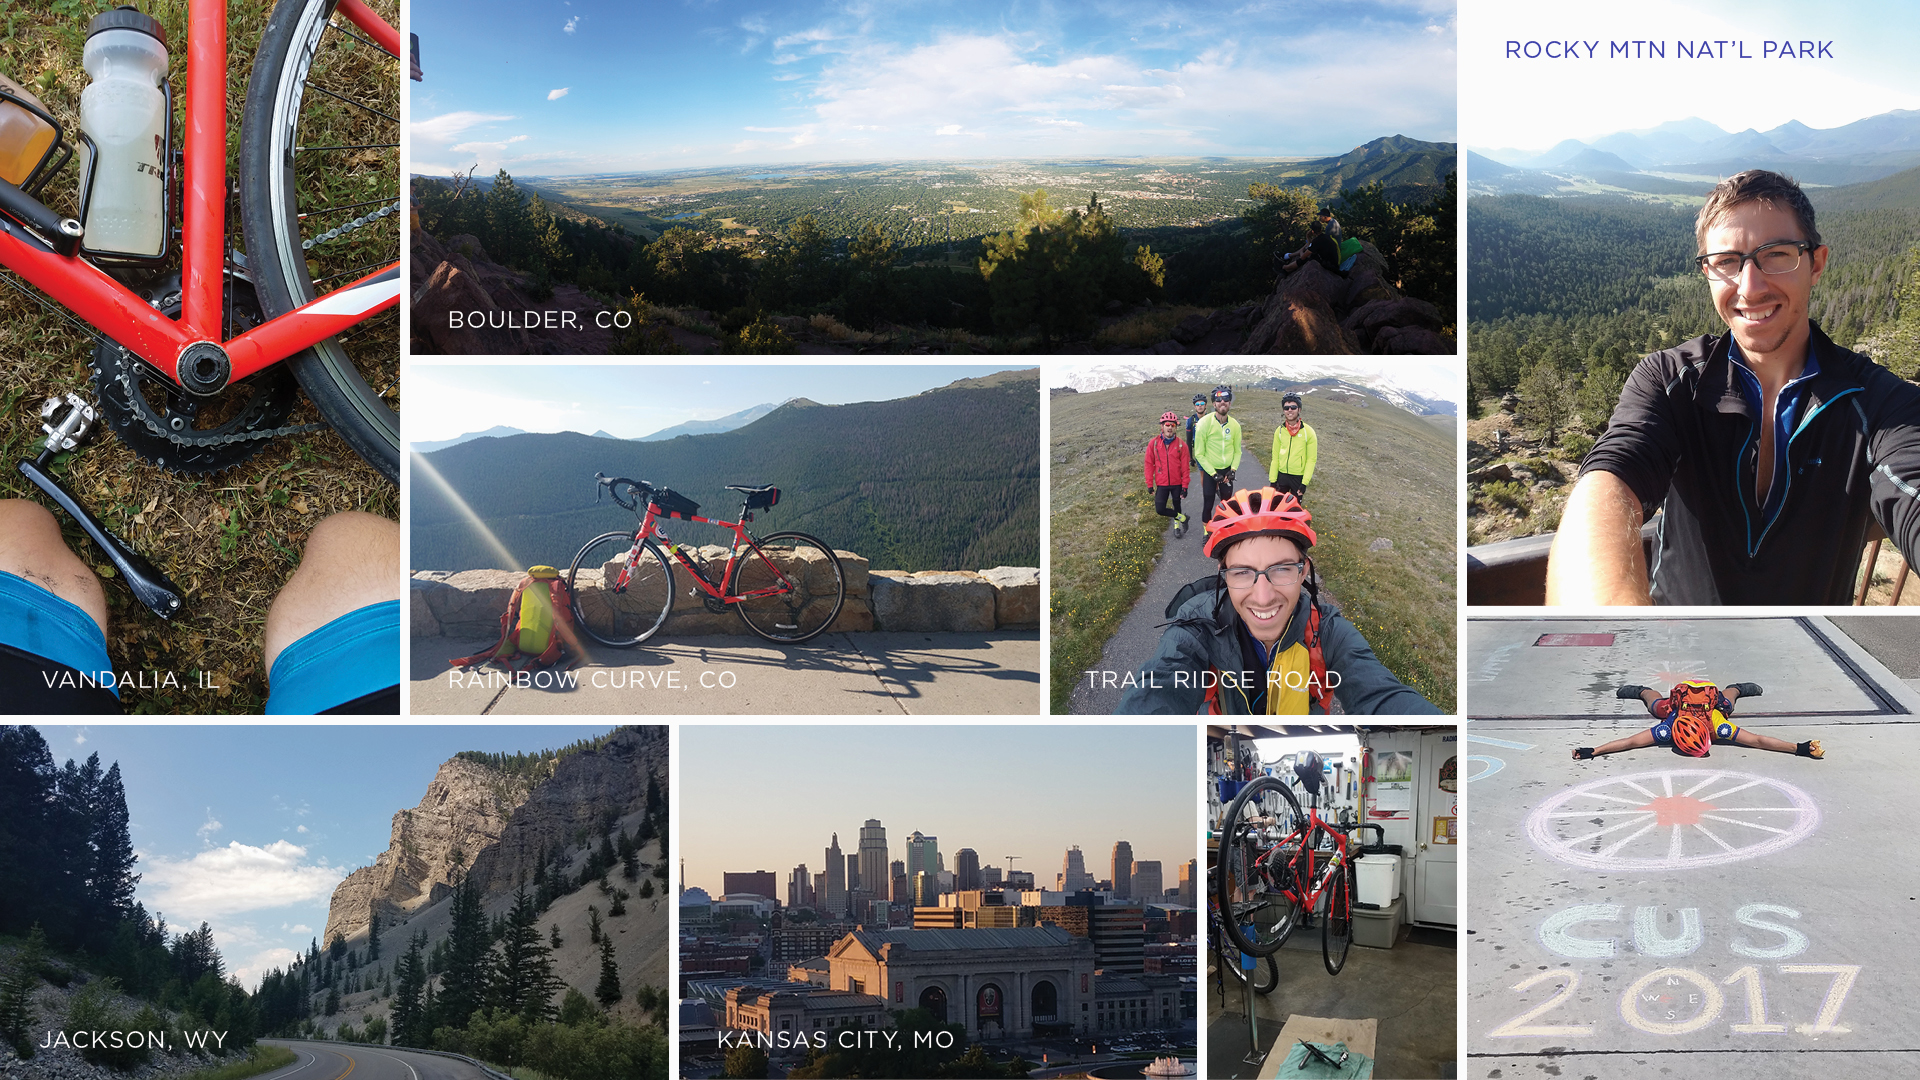 BOULDER, CO
ROCKY MTN NAT'L PARK
VANDALIA, IL
RAINBOW CURVE, CO
TRAIL RIDGE ROAD
JACKSON, WY
KANSAS CITY, MO
CUS
2017
N
W E
S